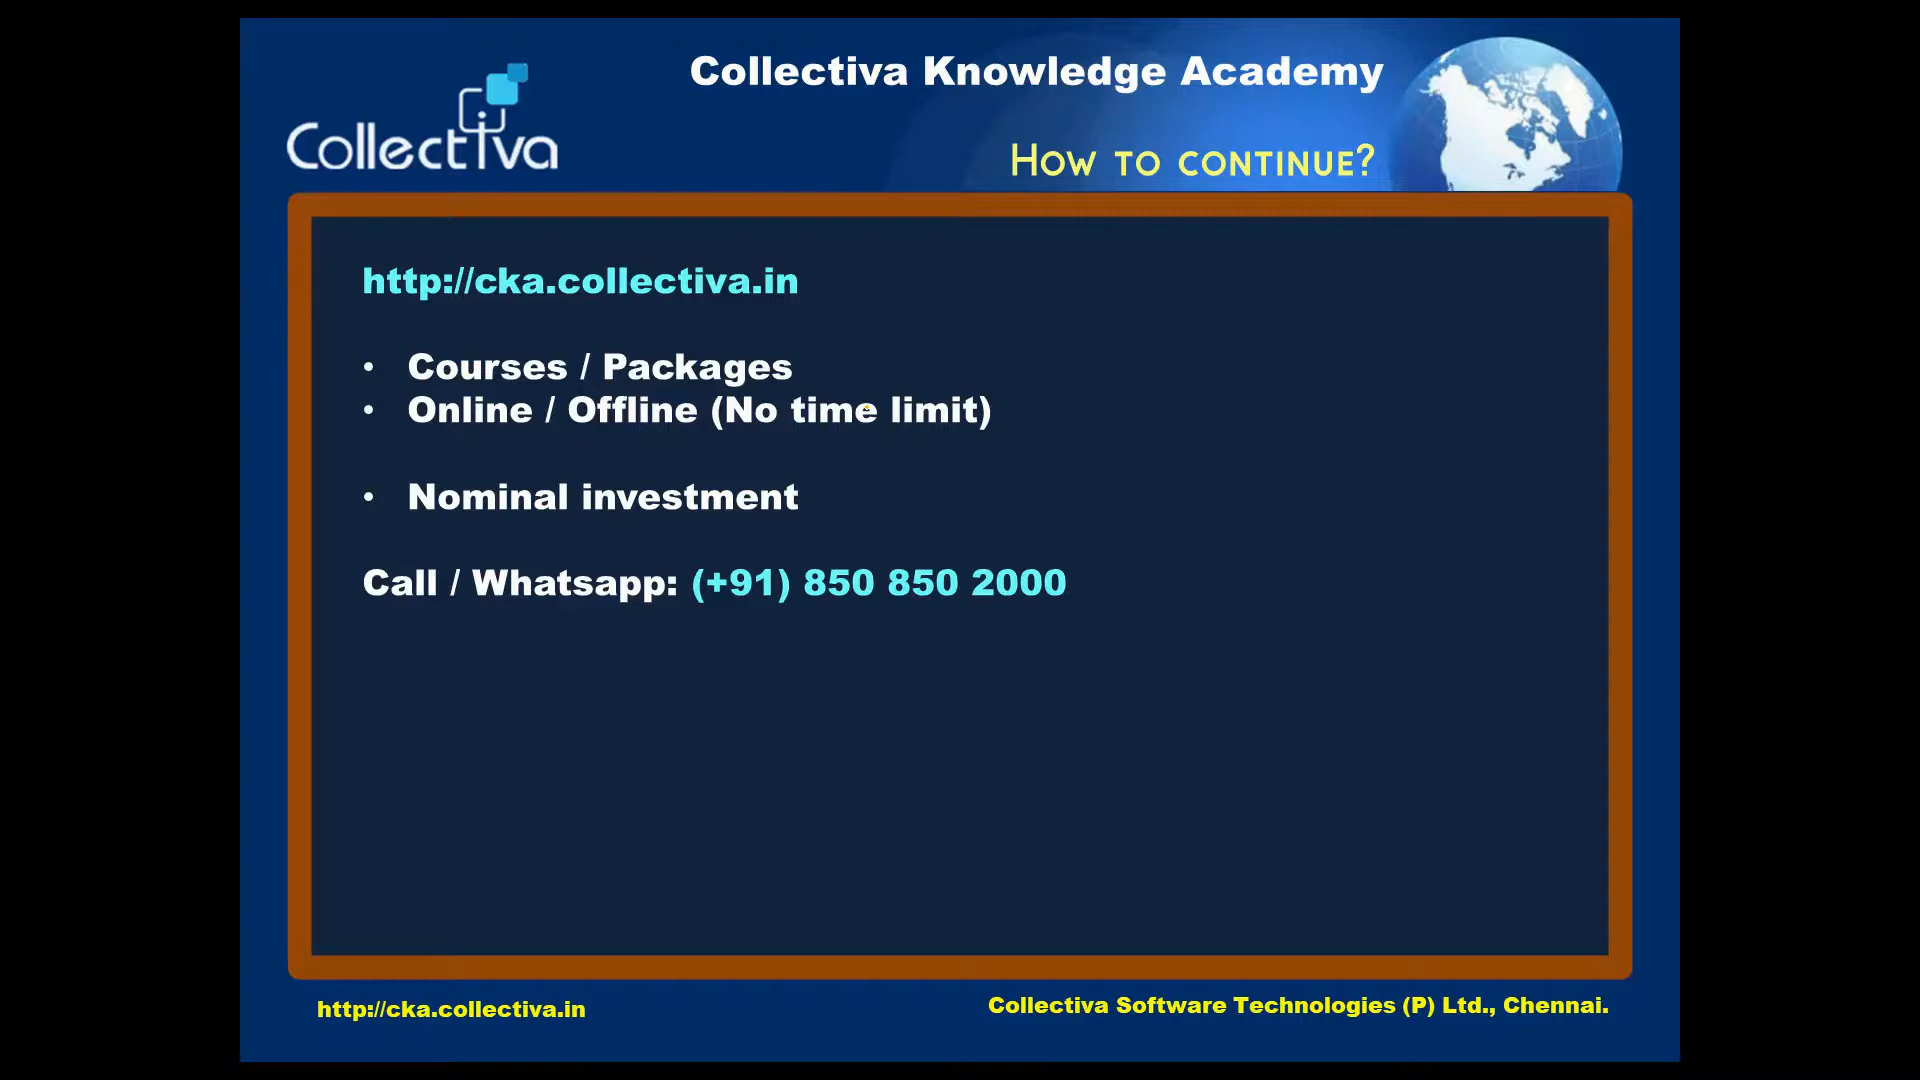 Collectiva
Collectiva Knowledge Academy
How to continue?
http://cka.collectiva.in
• Courses / Packages
• Online / Offline (No time limit)
• Nominal investment
Call / Whatsapp: (+91) 850 850 2000
http://cka.collectiva.in
Collectiva Software Technologies (P) Ltd., Chennai.